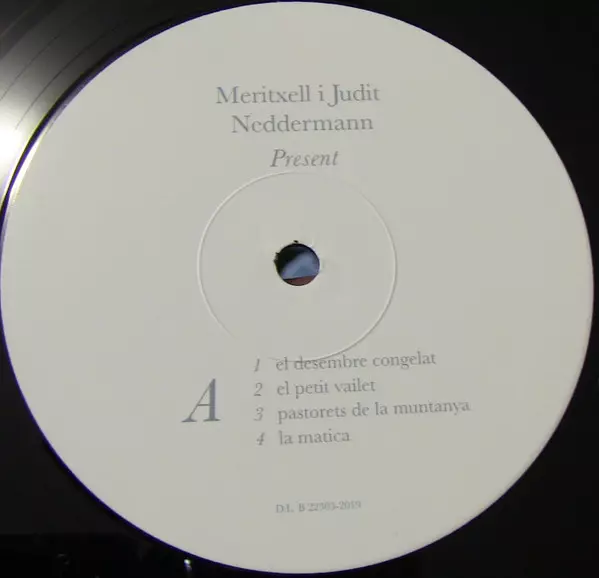 Meritxell i Judit
Neddermann
Present
A
1 el desembre congelat
2 el petit vailet
3 pastorets de la muntanya
4 la matica
D.L. B 22303-2019